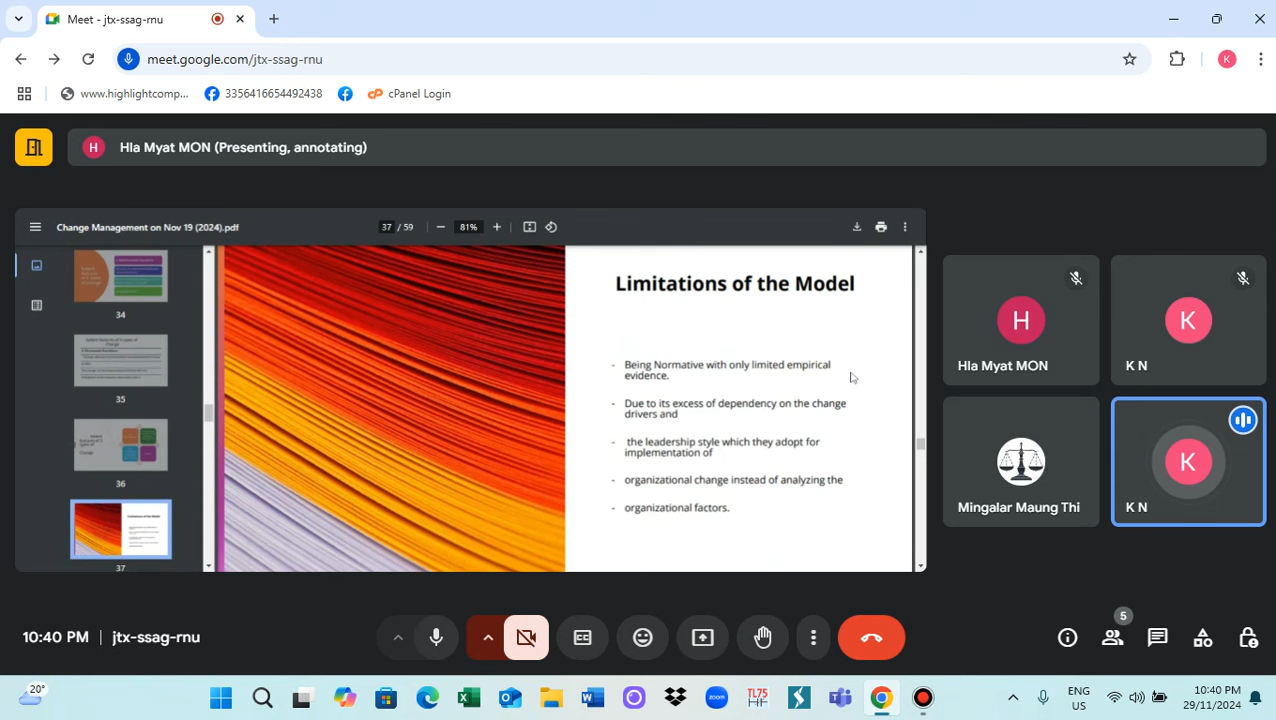 Meet - jtx-ssag-rnu
meet.google.com/jtx-ssag-rnu
K
www.highlightcomp...
3356416654492438
cPanel Login
H
Hla Myat MON (Presenting, annotating)
Change Management on Nov 19 (2024).pdf
37 / 59
81%
34
35
36
37
Limitations of the Model
- Being Normative with only limited empirical
evidence.
- Due to its excess of dependency on the change
drivers and
- the leadership style which they adopt for
implementation of
- organizational change instead of analyzing the
- organizational factors.
H
Hla Myat MON
K
K N
Mingalar Maung Thi
K
K N
10:40 PM | jtx-ssag-rnu
5
20°
zoom
TL75
ENG
US
10:40 PM
29/11/2024